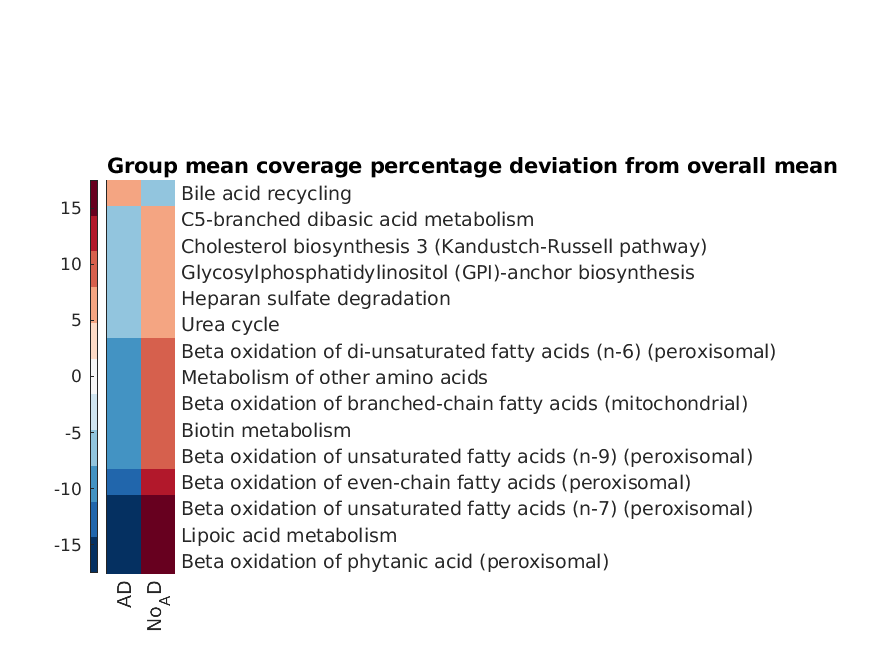 Group mean coverage percentage deviation from overall mean
Bile acid recycling
C5-branched dibasic acid metabolism
Cholesterol biosynthesis 3 (Kandustch-Russell pathway)
Glycosylphosphatidylinositol (GPI)-anchor biosynthesis
Heparan sulfate degradation
Urea cycle
Beta oxidation of di-unsaturated fatty acids (n-6) (peroxisomal)
Metabolism of other amino acids
Beta oxidation of branched-chain fatty acids (mitochondrial)
Biotin metabolism
Beta oxidation of unsaturated fatty acids (n-9) (peroxisomal)
Beta oxidation of even-chain fatty acids (peroxisomal)
Beta oxidation of unsaturated fatty acids (n-7) (peroxisomal)
Lipoic acid metabolism
Beta oxidation of phytanic acid (peroxisomal)
15
10
5
0
-5
-10
-15
AD
No_AD